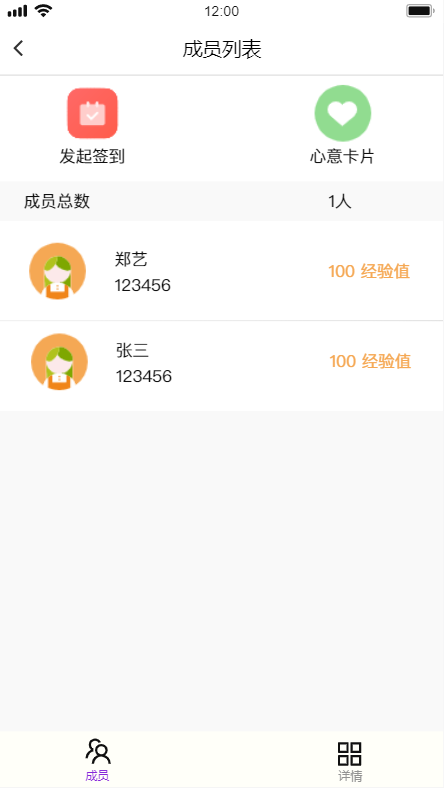 12:00
成员列表
发起签到 心意卡片
成员总数 1人
郑艺
123456
100 经验值
张三
123456
100 经验值
成员 详情